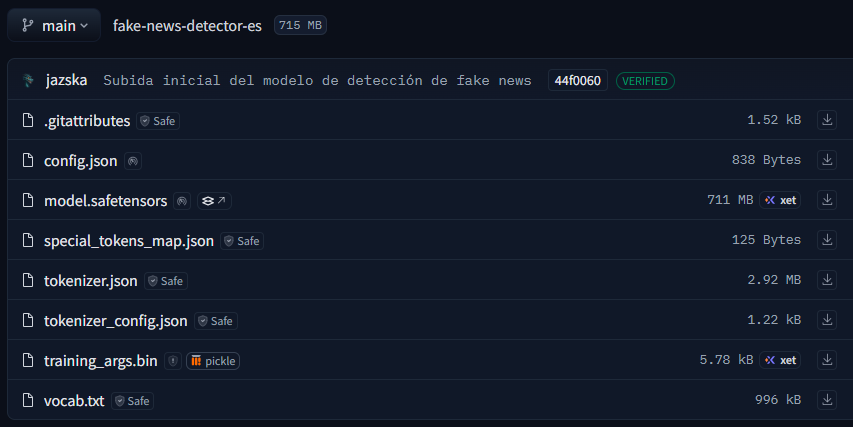 main fake-news-detector-es 715 MB
jazska Subida inicial del modelo de detección de fake news 44f0060 VERIFIED
.gitattributes Safe 1.52 kB
config.json 838 Bytes
model.safetensors 711 MB xet
special_tokens_map.json Safe 125 Bytes
tokenizer.json Safe 2.92 MB
tokenizer_config.json Safe 1.22 kB
training_args.bin pickle 5.78 kB xet
vocab.txt Safe 996 kB